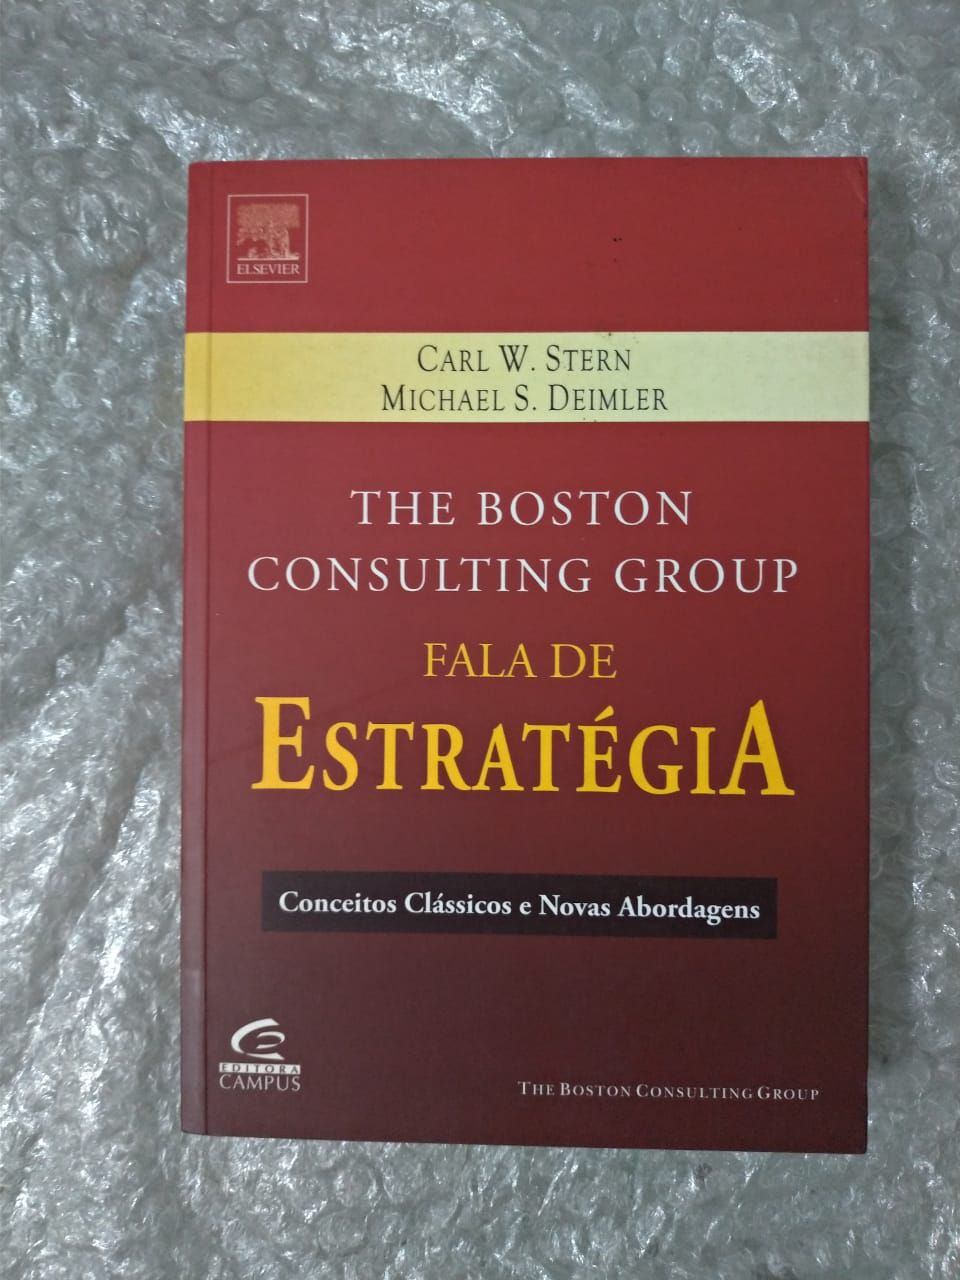 ELSEVIER
CARL W. STERN
MICHAEL S. DEIMLER
THE BOSTON
CONSULTING GROUP
FALA DE
ESTRATÉGIA
Conceitos Clássicos e Novas Abordagens
EDITORA
CAMPUS
THE BOSTON CONSULTING GROUP